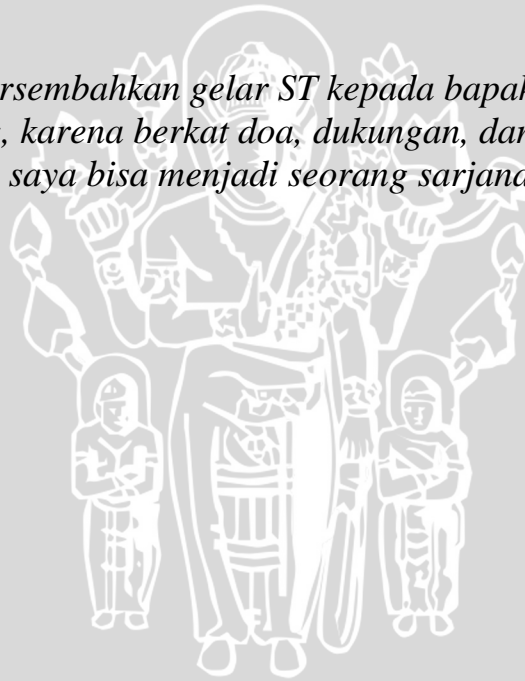 rsembahkan gelar ST kepada bapak
, karena berkat doa, dukungan, dan
saya bisa menjadi seorang sarjana